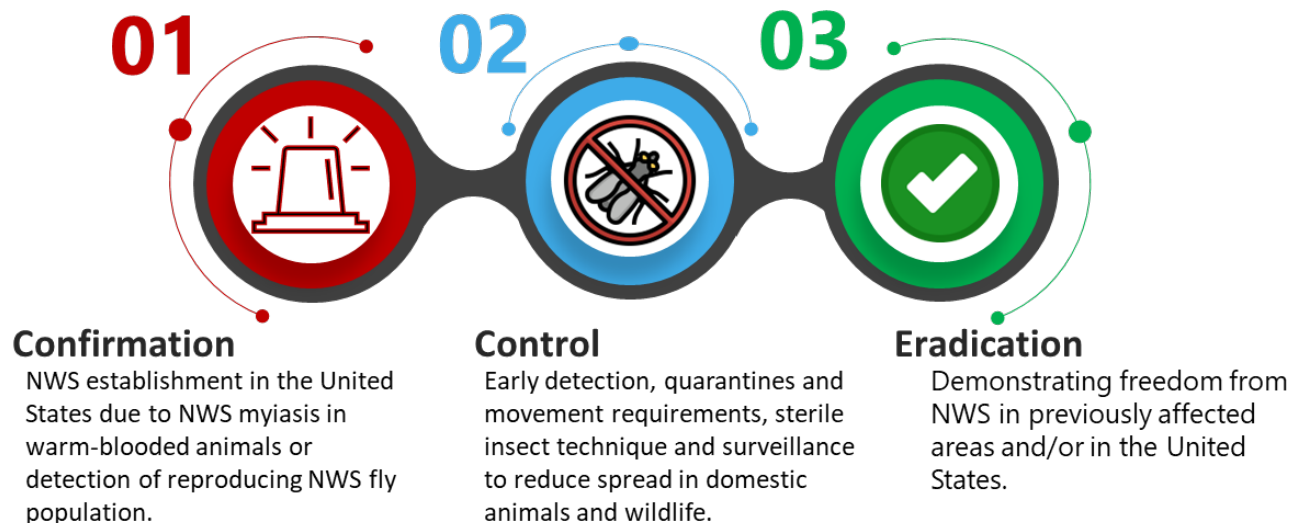 01
02
03
Confirmation
NWS establishment in the United
States due to NWS myiasis in
warm-blooded animals or
detection of reproducing NWS fly
population.
Control
Early detection, quarantines and
movement requirements, sterile
insect technique and surveillance
to reduce spread in domestic
animals and wildlife.
Eradication
Demonstrating freedom from
NWS in previously affected
areas and/or in the United
States.